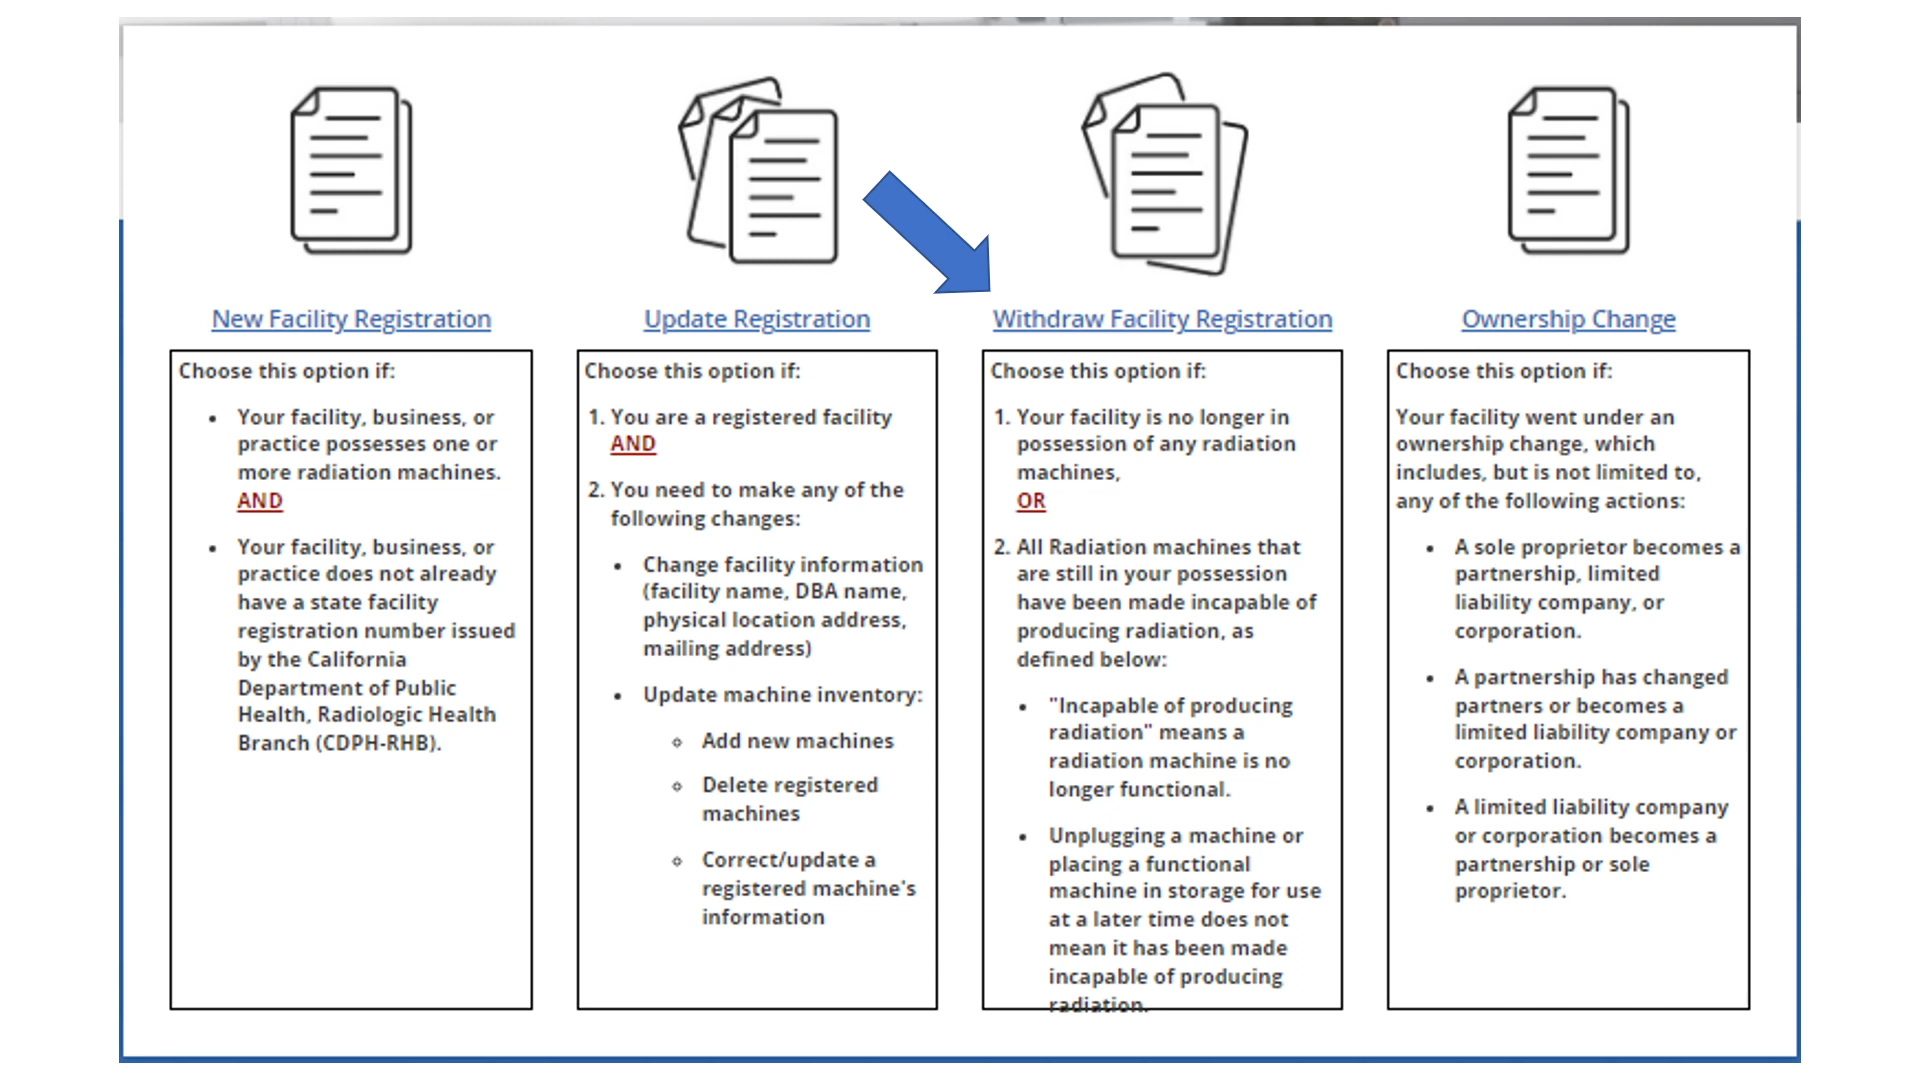 New Facility Registration
Choose this option if:
• Your facility, business, or
practice possesses one or
more radiation machines.
AND
• Your facility, business, or
practice does not already
have a state facility
registration number issued
by the California
Department of Public
Health, Radiologic Health
Branch (CDPH-RHB).
Update Registration
Choose this option if:
1. You are a registered facility
AND
2. You need to make any of the
following changes:
• Change facility information
(facility name, DBA name,
physical location address,
mailing address)
• Update machine inventory:
Add new machines
Delete registered
machines
Correct/update a
registered machine's
information
Withdraw Facility Registration
Choose this option if:
1. Your facility is no longer in
possession of any radiation
machines,
OR
2. All Radiation machines that
are still in your possession
have been made incapable of
producing radiation, as
defined below:
• "Incapable of producing
radiation" means a
radiation machine is no
longer functional.
• Unplugging a machine or
placing a functional
machine in storage for use
at a later time does not
mean it has been made
incapable of producing
radiation.
Ownership Change
Choose this option if:
Your facility went under an
ownership change, which
includes, but is not limited to,
any of the following actions:
• A sole proprietor becomes a
partnership, limited
liability company, or
corporation.
• A partnership has changed
partners or becomes a
limited liability company or
corporation.
• A limited liability company
or corporation becomes a
partnership or sole
proprietor.